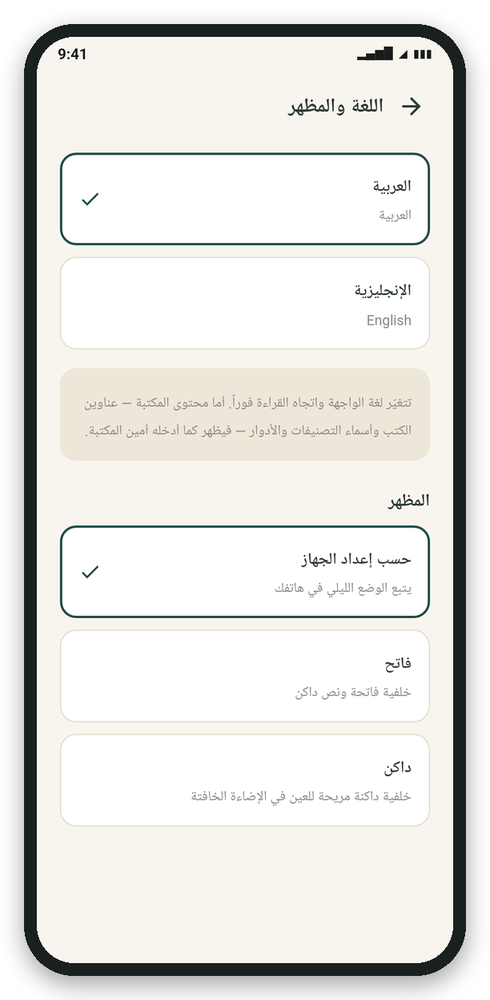 9:41
اللغة والمظهر
العربية
العربية
الإنجليزية
English
تتغيّر لغة الواجهة واتجاه القراءة فوراً. أما محتوى المكتبة — عناوين
الكتب وأسماء التصنيفات والأدوار — فيظهر كما أدخله أمين المكتبة.
المظهر
حسب إعداد الجهاز
يتبع الوضع الليلي في هاتفك
فاتح
خلفية فاتحة ونص داكن
داكن
خلفية داكنة مريحة للعين في الإضاءة الخافتة